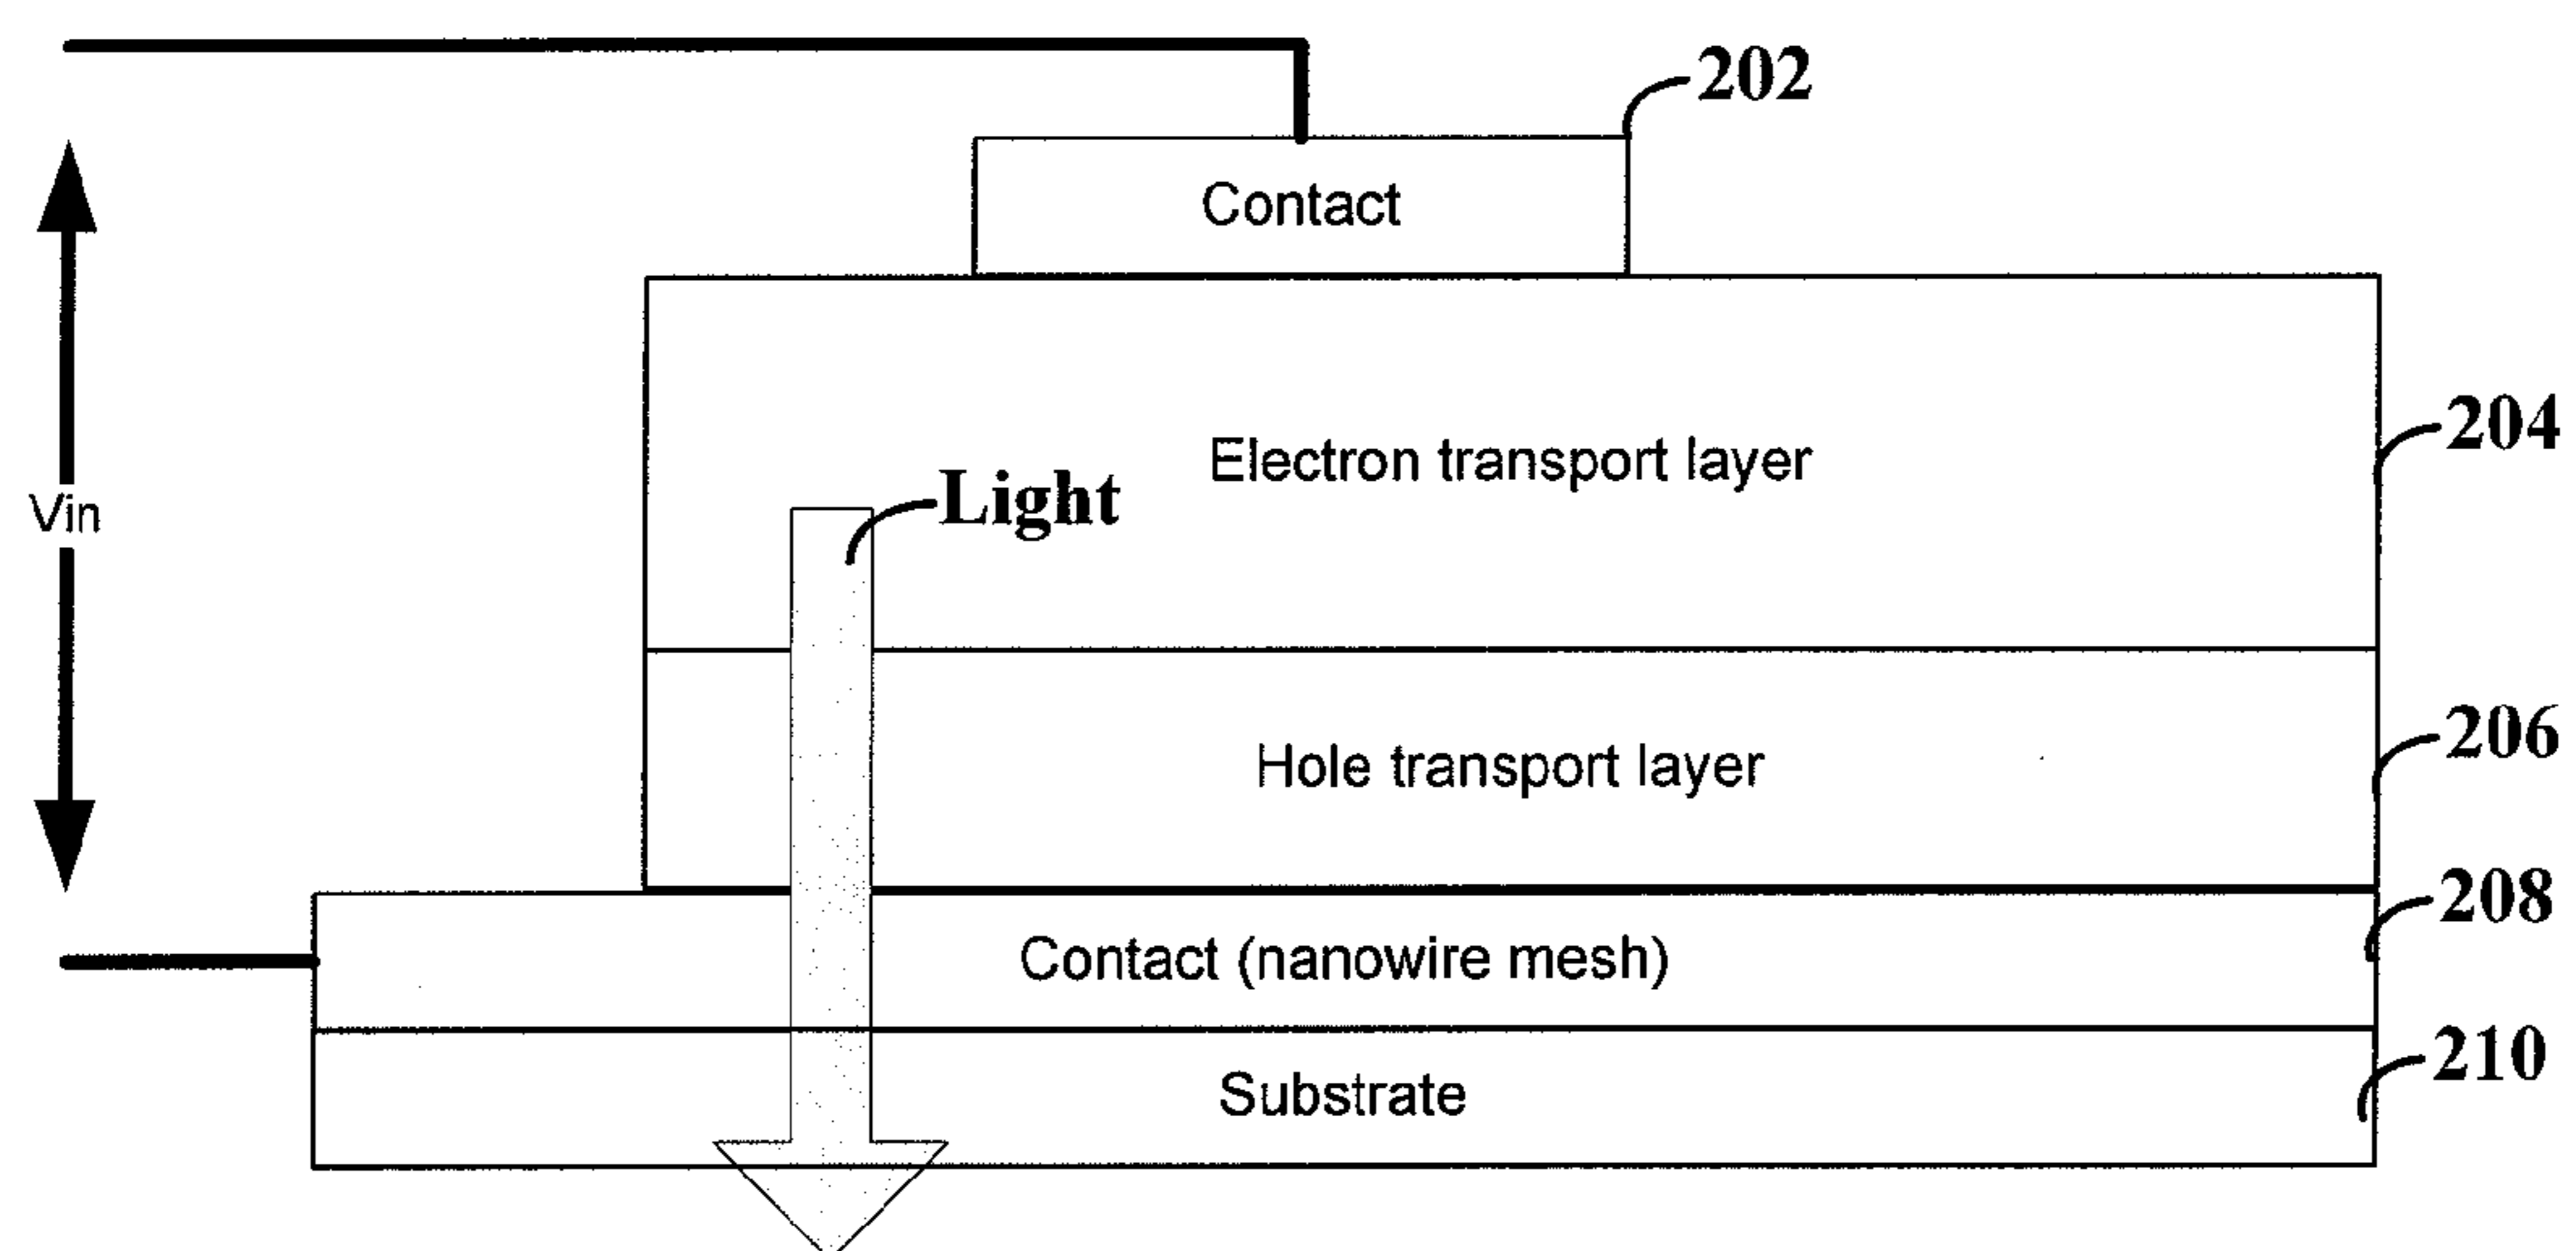 202
Contact
204
Electron transport layer
Light
Vin
206
Hole transport layer
208
Contact (nanowire mesh)
210
Substrate